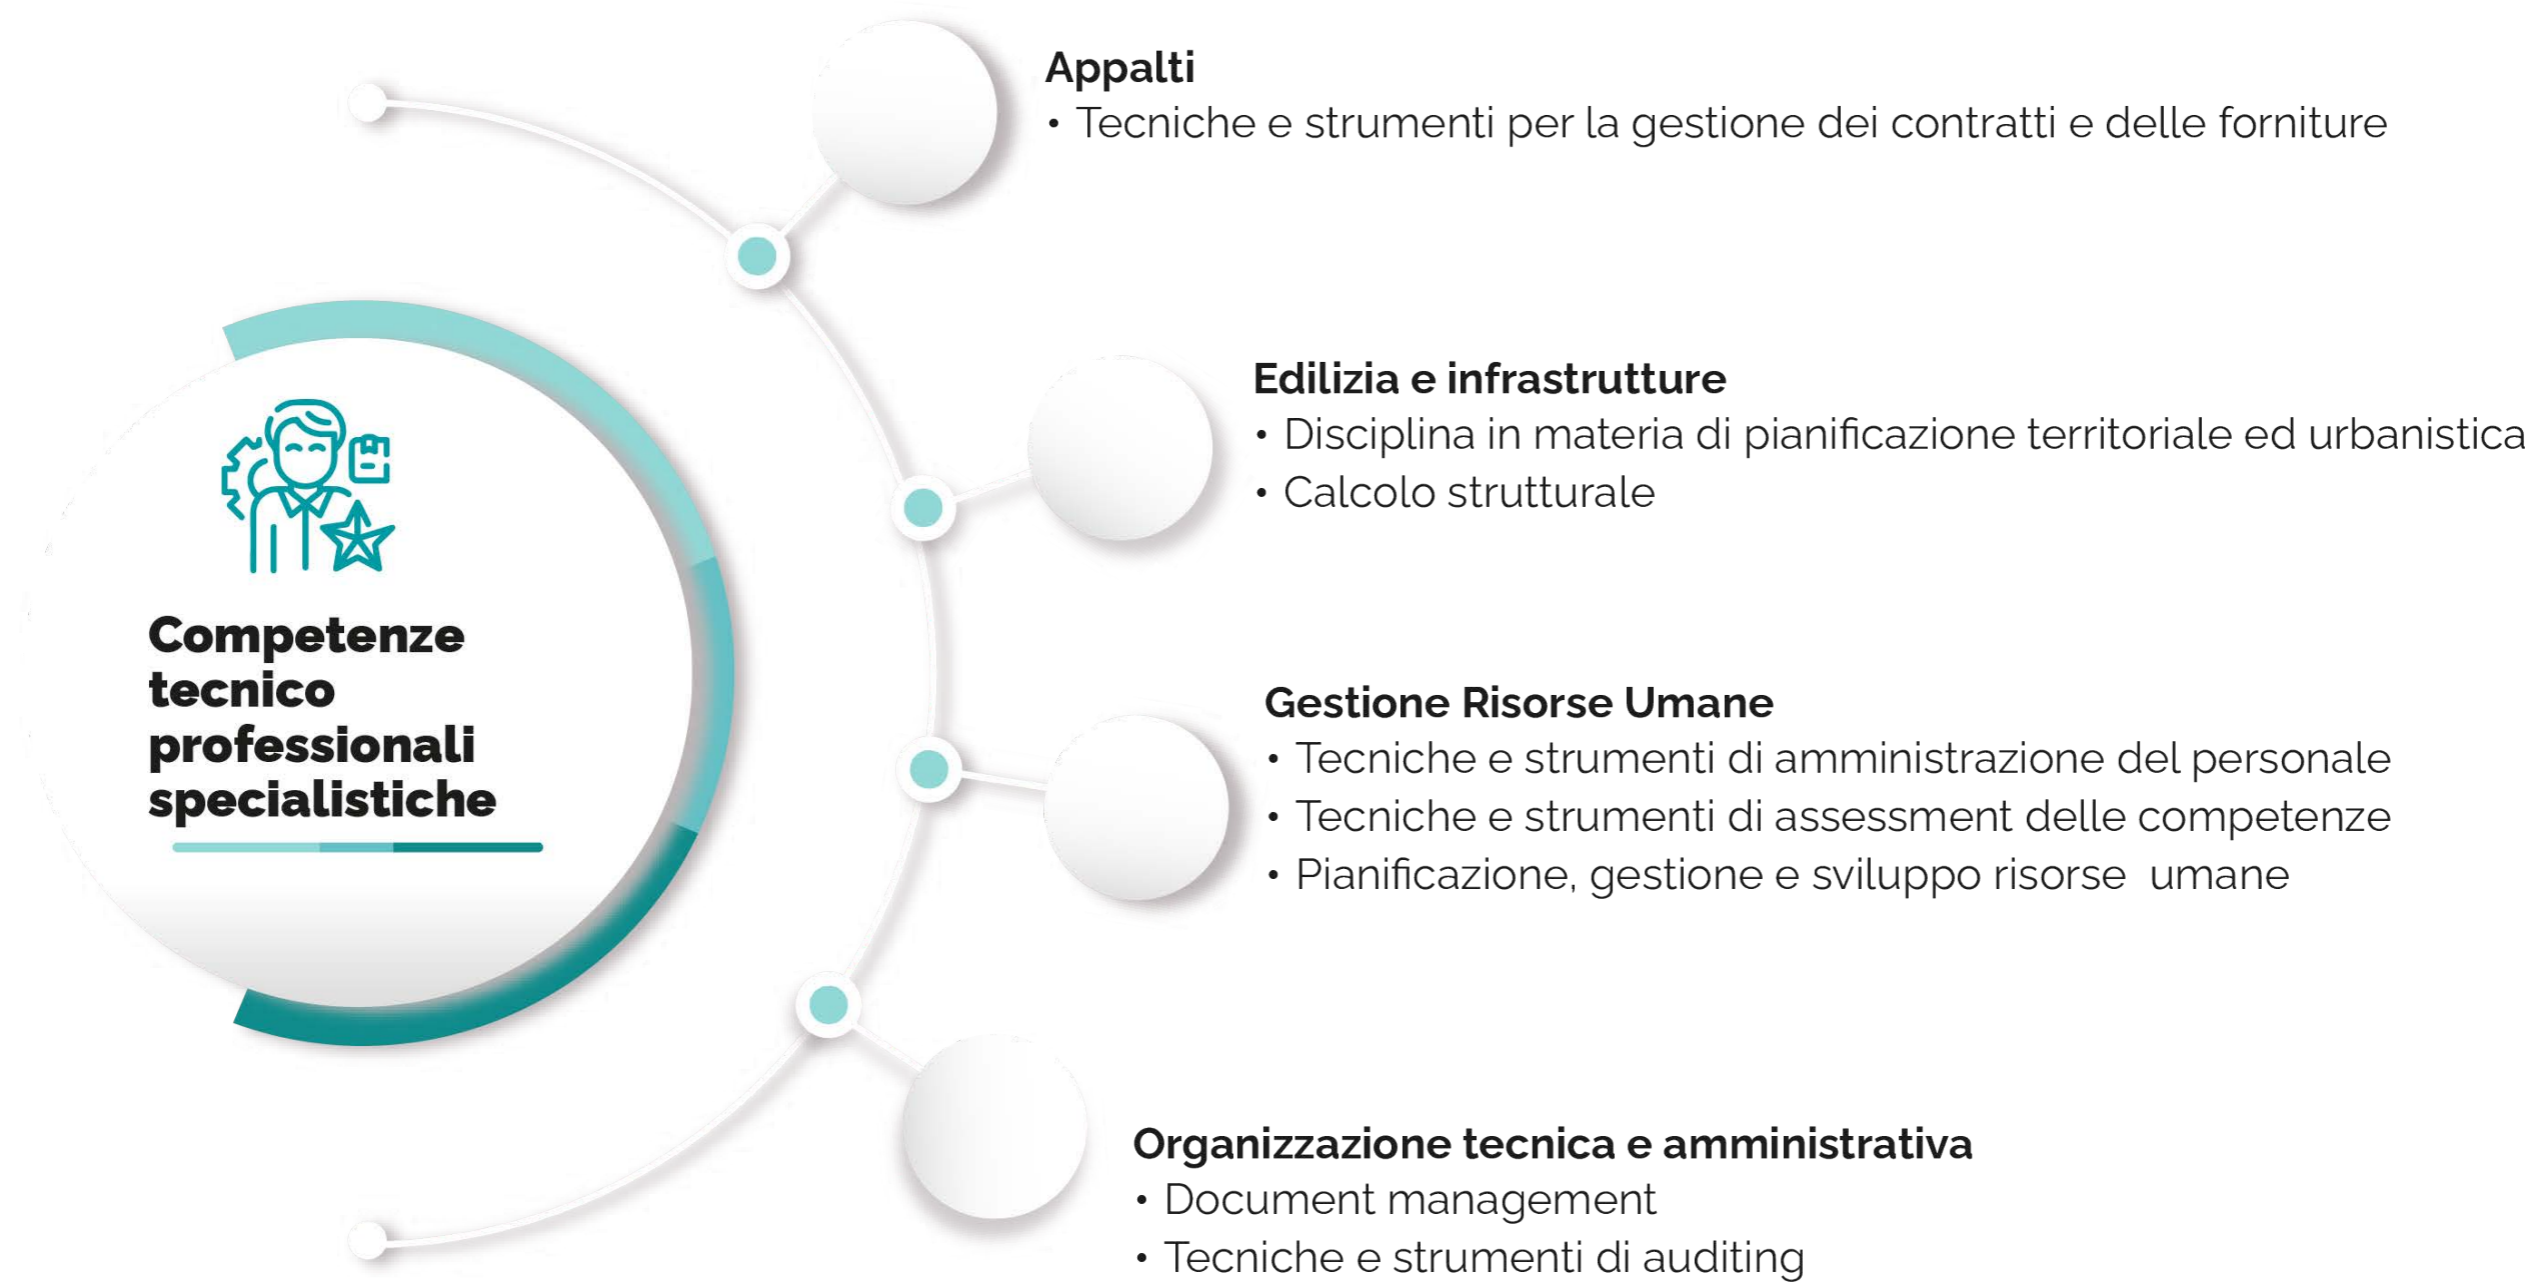 Competenze
tecnico
professionali
specialistiche
Appalti
• Tecniche e strumenti per la gestione dei contratti e delle forniture
Edilizia e infrastrutture
• Disciplina in materia di pianificazione territoriale ed urbanistica
• Calcolo strutturale
Gestione Risorse Umane
• Tecniche e strumenti di amministrazione del personale
• Tecniche e strumenti di assessment delle competenze
• Pianificazione, gestione e sviluppo risorse umane
Organizzazione tecnica e amministrativa
• Document management
• Tecniche e strumenti di auditing